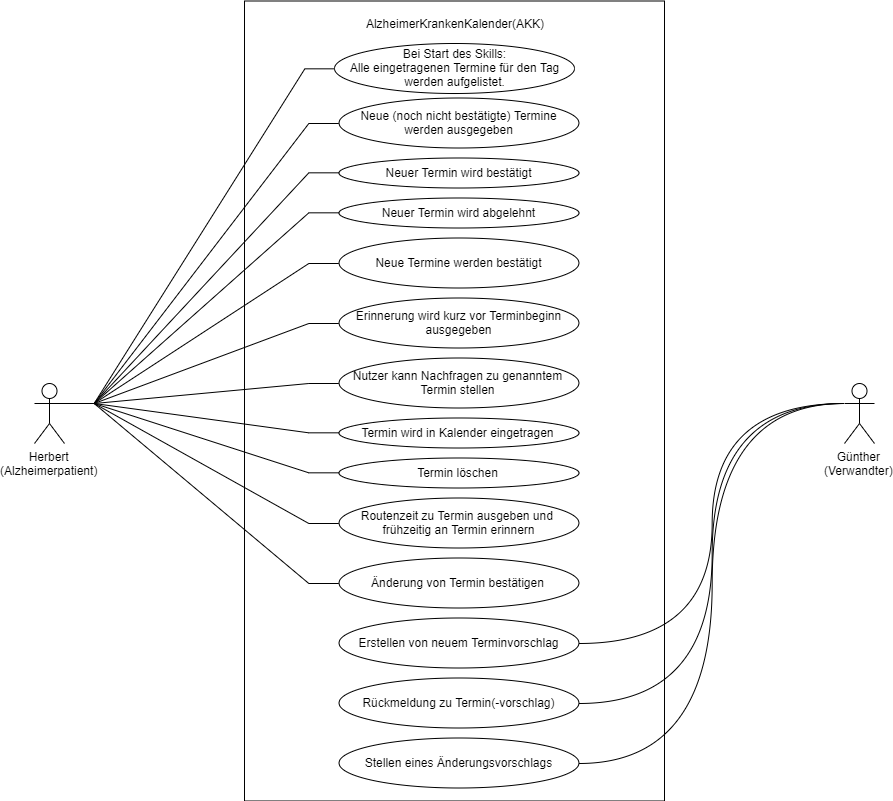 AlzheimerKrankenKalender(AKK)
Bei Start des Skills:
Alle eingetragenen Termine für den Tag
werden aufgelistet.
Neue (noch nicht bestätigte) Termine
werden ausgegeben
Neuer Termin wird bestätigt
Neuer Termin wird abgelehnt
Neue Termine werden bestätigt
Erinnerung wird kurz vor Terminbeginn
ausgegeben
Nutzer kann Nachfragen zu genanntem
Termin stellen
Termin wird in Kalender eingetragen
Termin löschen
Routenzeit zu Termin ausgeben und
frühzeitig an Termin erinnern
Änderung von Termin bestätigen
Erstellen von neuem Terminvorschlag
Rückmeldung zu Termin(-vorschlag)
Stellen eines Änderungsvorschlags
Herbert
(Alzheimerpatient)
Günther
(Verwandter)